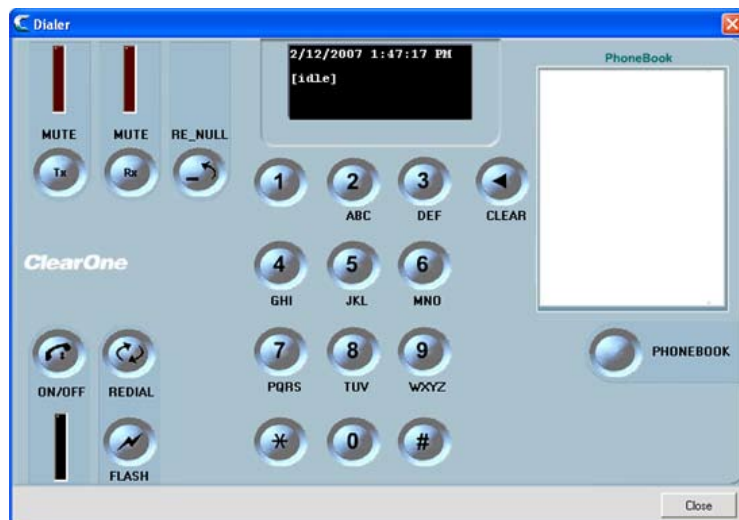 Dialer
2/12/2007 1:47:17 PM
[idle]
PhoneBook
MUTE MUTE RE_NULL
Tx Rx
1 2 3
ABC DEF CLEAR
ClearOne
4 5 6
GHI JKL MNO
7 8 9
PQRS TUV WXYZ
PHONEBOOK
ON/OFF REDIAL
* 0 #
FLASH
Close